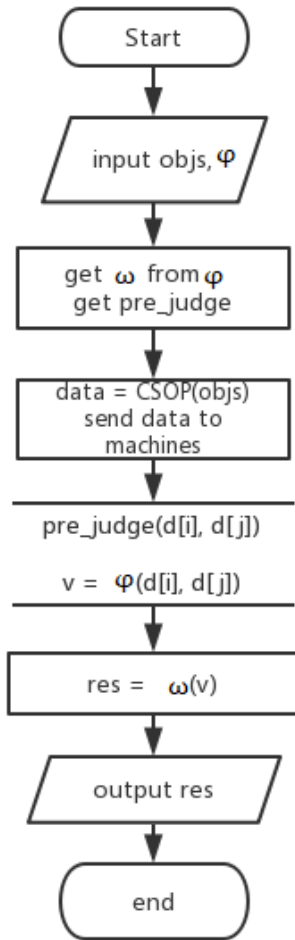 Start
input objs, φ
get ω from φ
get pre_judge
data = CSOP(objs)
send data to
machines
pre_judge(d[i], d[j])
v = φ(d[i], d[j])
res = ω(v)
output res
end